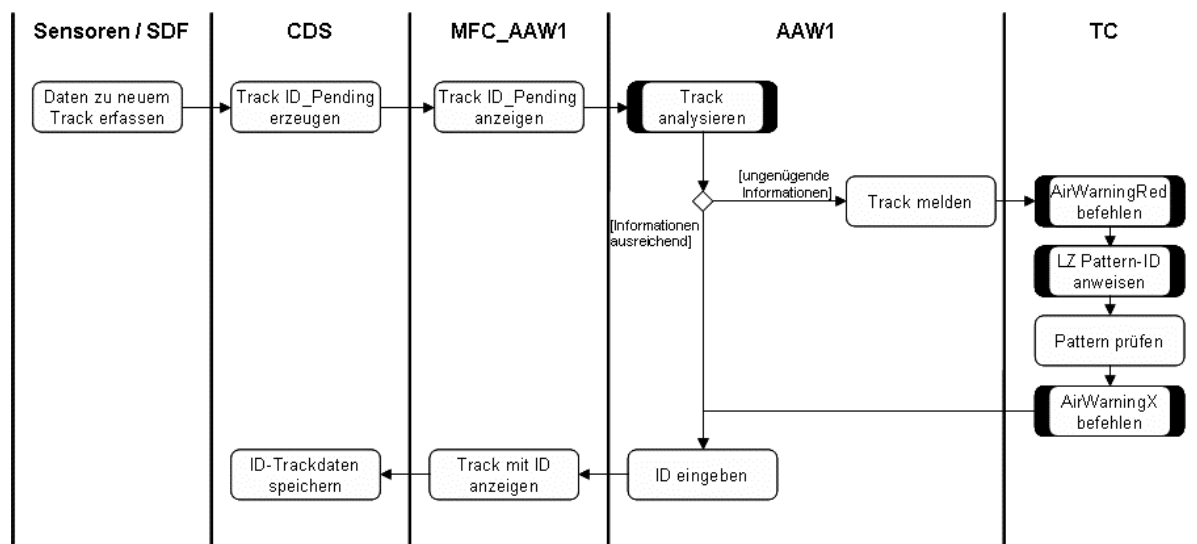 Sensoren / SDF
CDS
MFC_AAW1
AAW1
TC
Daten zu neuem
Track erfassen
Track ID_Pending
erzeugen
Track ID_Pending
anzeigen
Track
analysieren
[ungenügende
Informationen]
Track melden
AirWarningRed
befehlen
[Informationen
ausreichend]
LZ Pattern-ID
anweisen
Pattern prüfen
AirWarningX
befehlen
ID-Trackdaten
speichern
Track mit ID
anzeigen
ID eingeben